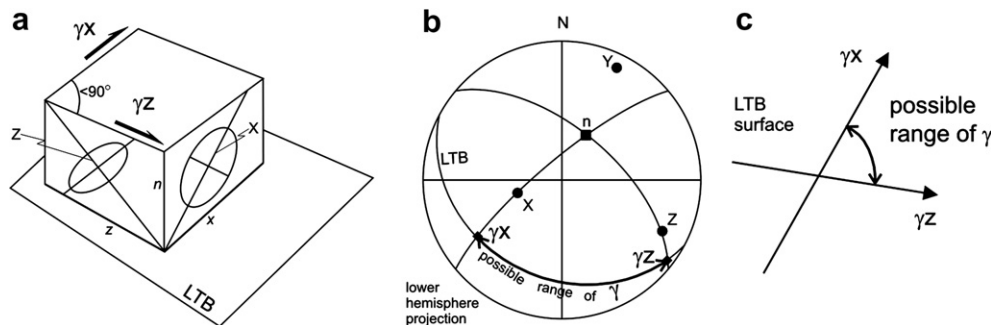 a
γX
<90°
γZ
Z
X
n
z
x
LTB
b
N
Y
n
LTB
X
Z
γX
γZ
possible range of γ
lower
hemisphere
projection
c
γX
LTB
surface
possible
range of γ
γZ